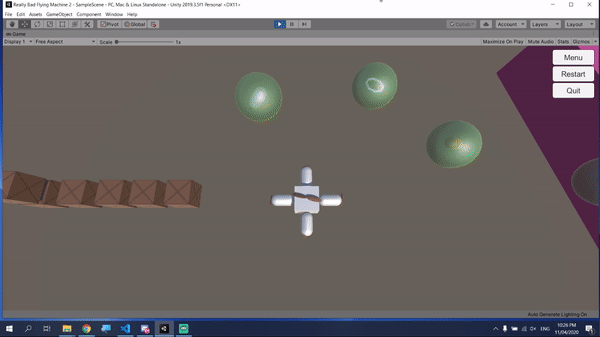 Really Bad Flying Machine 2 - SampleScene - PC, Mac & Linux Standalone - Unity 2019.3.5f1 Personal <DX11>
File Edit Assets GameObject Component Window Help
Pivot Global Collab Account Layers Layout
Game
Display 1 Free Aspect Scale 1x Maximize On Play Mute Audio Stats Gizmos
Menu
Restart
Quit
Auto Generate Lighting On
ENG 10:26 PM
11/04/2020